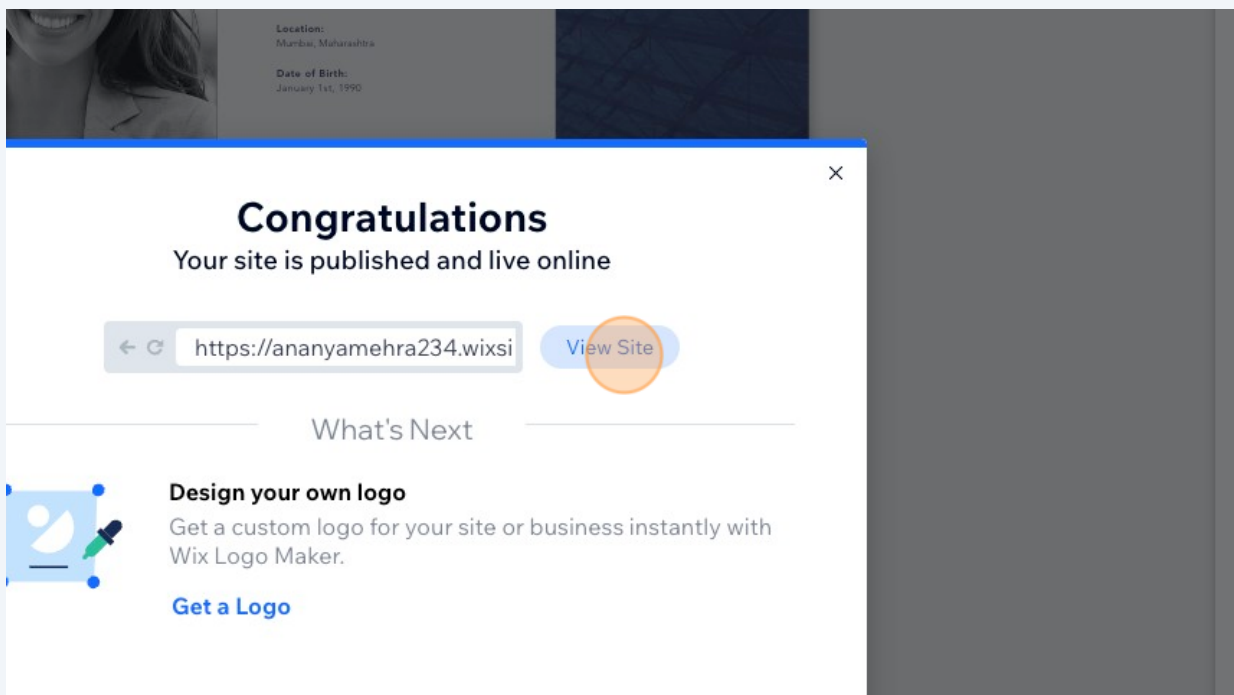 Location:
Mumbai, Maharashtra
Date of Birth:
January 1st, 1990
Congratulations
Your site is published and live online
https://ananyamehra234.wixsi
View Site
What's Next
Design your own logo
Get a custom logo for your site or business instantly with
Wix Logo Maker.
Get a Logo